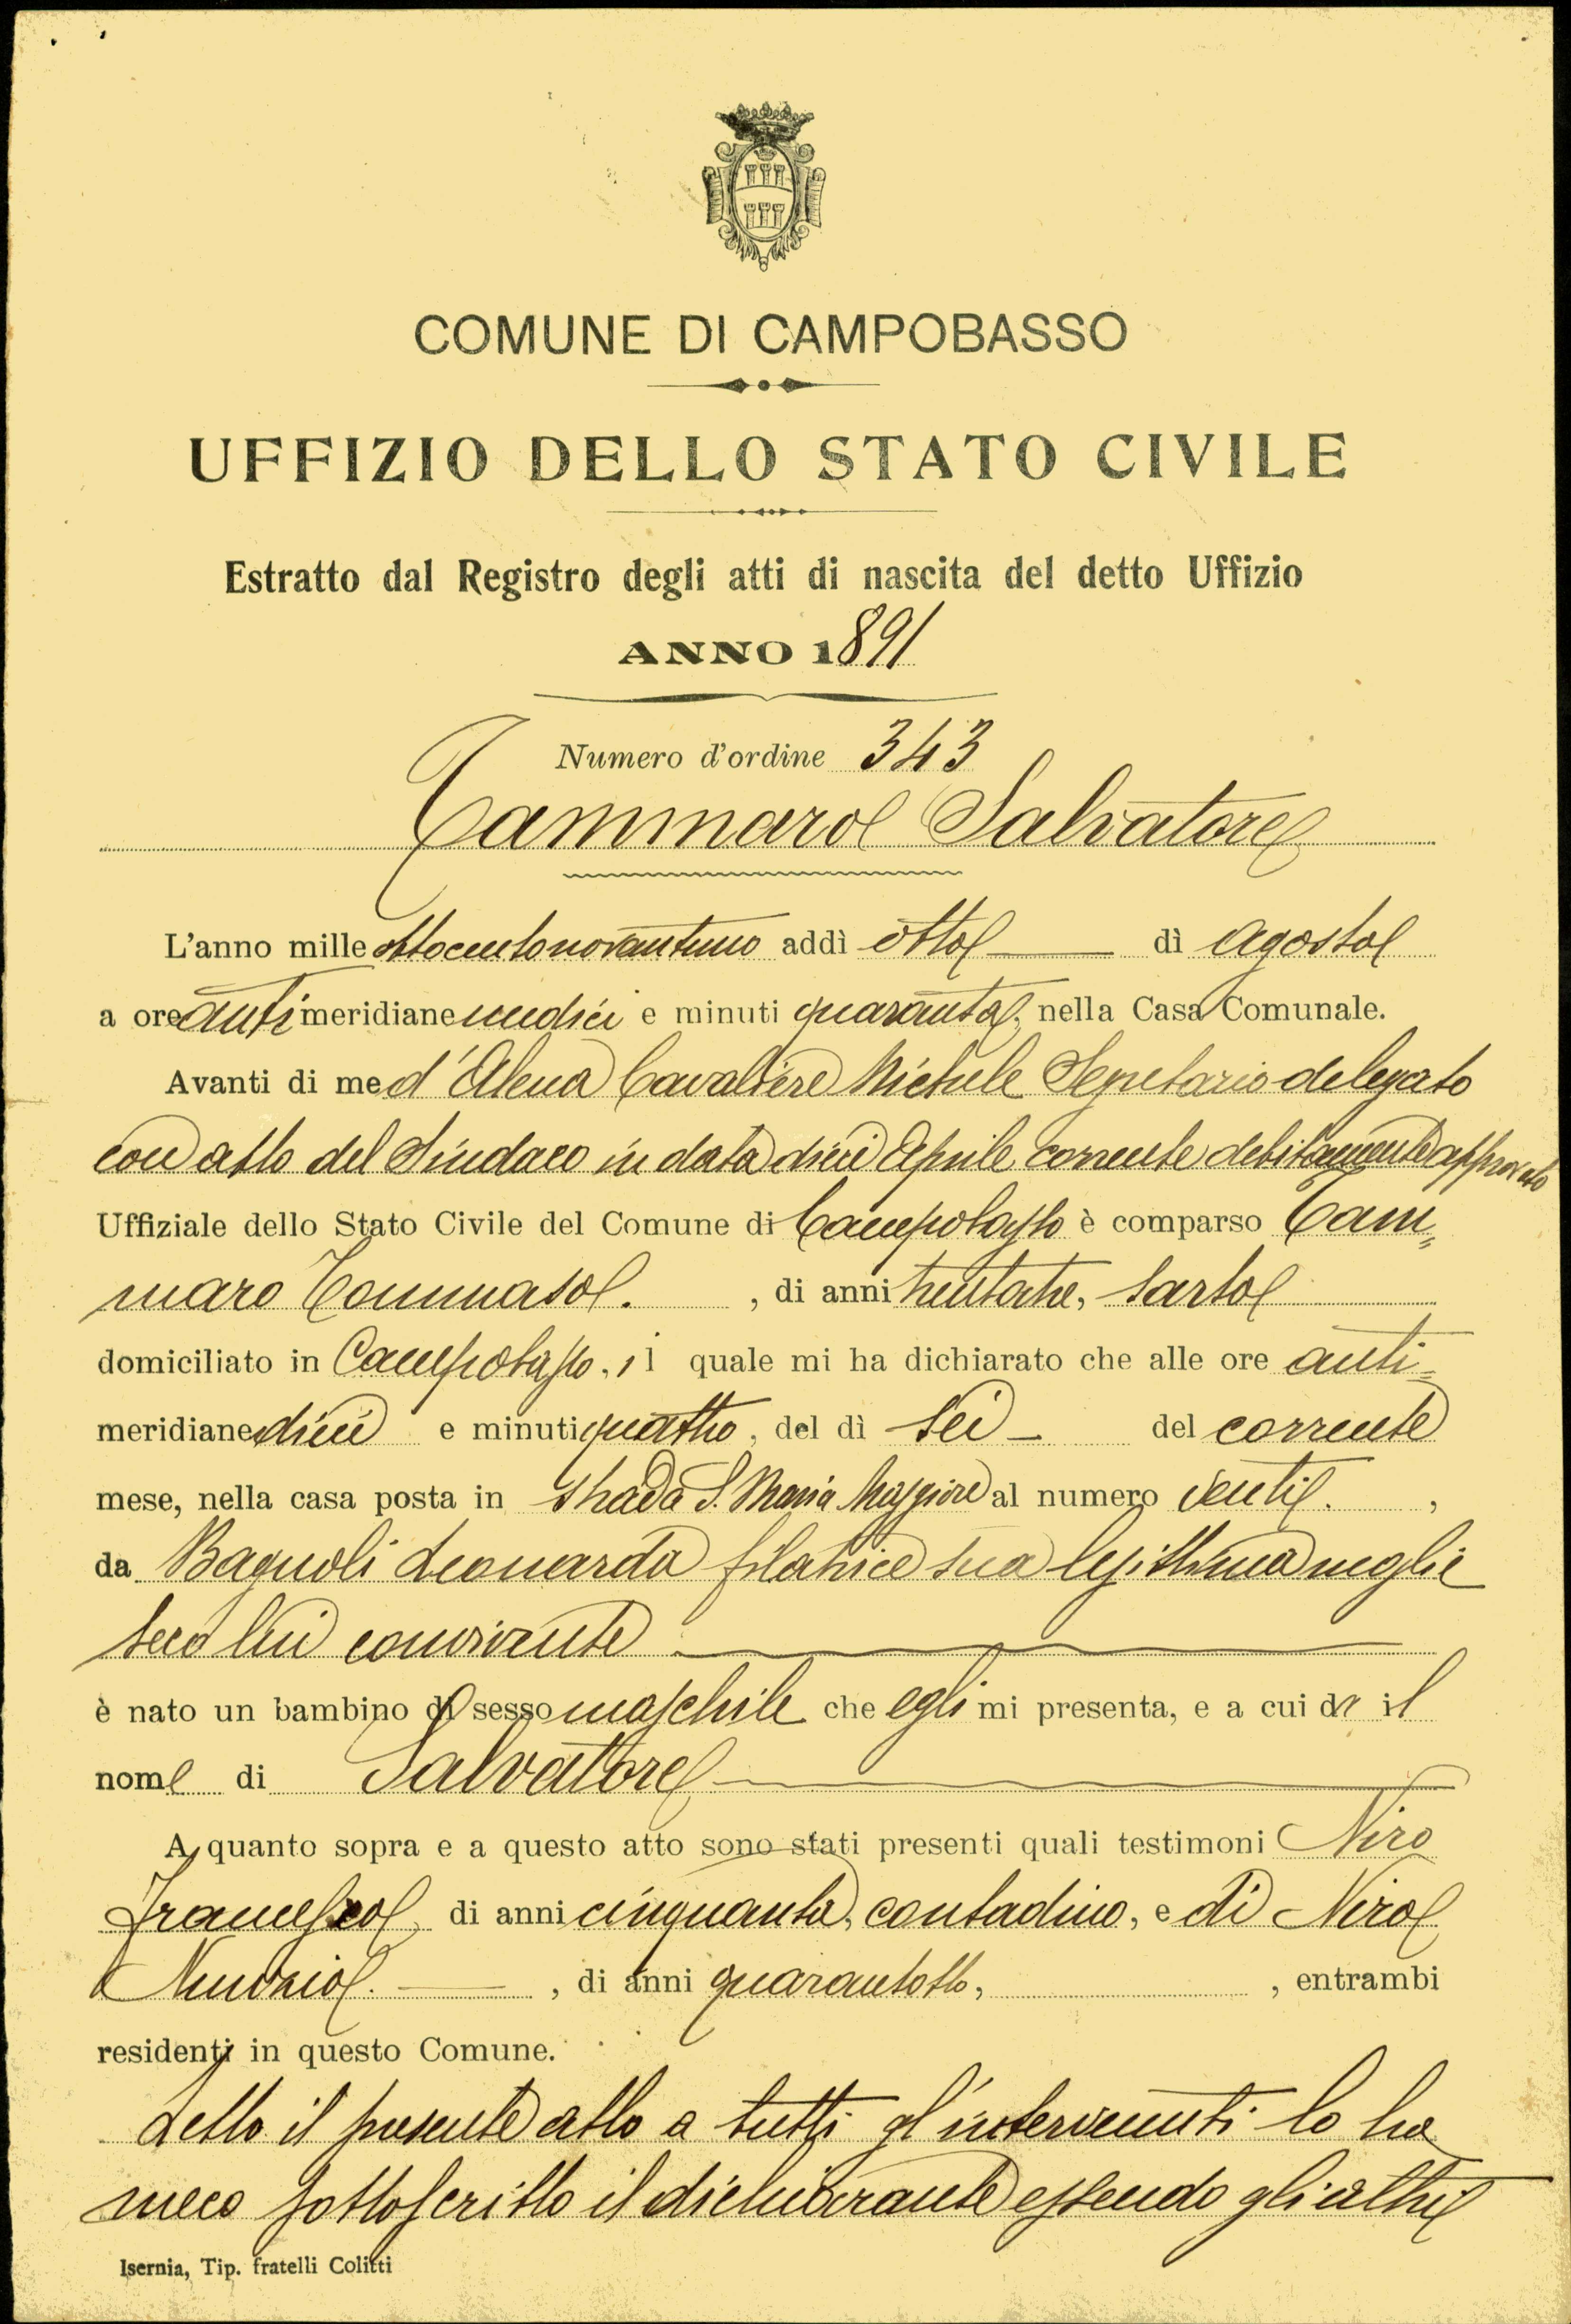 COMUNE DI CAMPOBASSO
UFFIZIO DELLO STATO CIVILE
Estratto dal Registro degli atti di nascita del detto Uffizio
ANNO 1891
Numero d'ordine 343
Tammaro Salvatore
L'anno mille ottocentonovantuno addì otto dì agosto
a ore anti meridiane undici e minuti quaranta, nella Casa Comunale.
Avanti di me d'Alena Cavaliere Michele Segretario delegato
con atto del Sindaco in data dieci Aprile corrente debitamente approvato
Uffiziale dello Stato Civile del Comune di Campobasso è comparso Tam=
maro Tommaso. , di anni trentatre, sarto
domiciliato in Campobasso, il quale mi ha dichiarato che alle ore anti=
meridiane dieci e minuti quattro, del dì sei del corrente
mese, nella casa posta in strada S. Maria Maggiore al numero venti. ,
da Bagnoli Leonarda filatrice sua legittima moglie
seco lui convivente
è nato un bambino di sesso maschile che egli mi presenta, e a cui dà il
nome di Salvatore
A quanto sopra e a questo atto sono stati presenti quali testimoni Niro
Francesco, di anni cinquanta, contadino, e di Niro
Nunzio. , di anni quarantotto, , entrambi
residenti in questo Comune.
Letto il presente atto a tutti gl'intervenuti lo ha
meco sottoscritto il dichiarante essendo gli altri
Isernia, Tip. fratelli Colitti